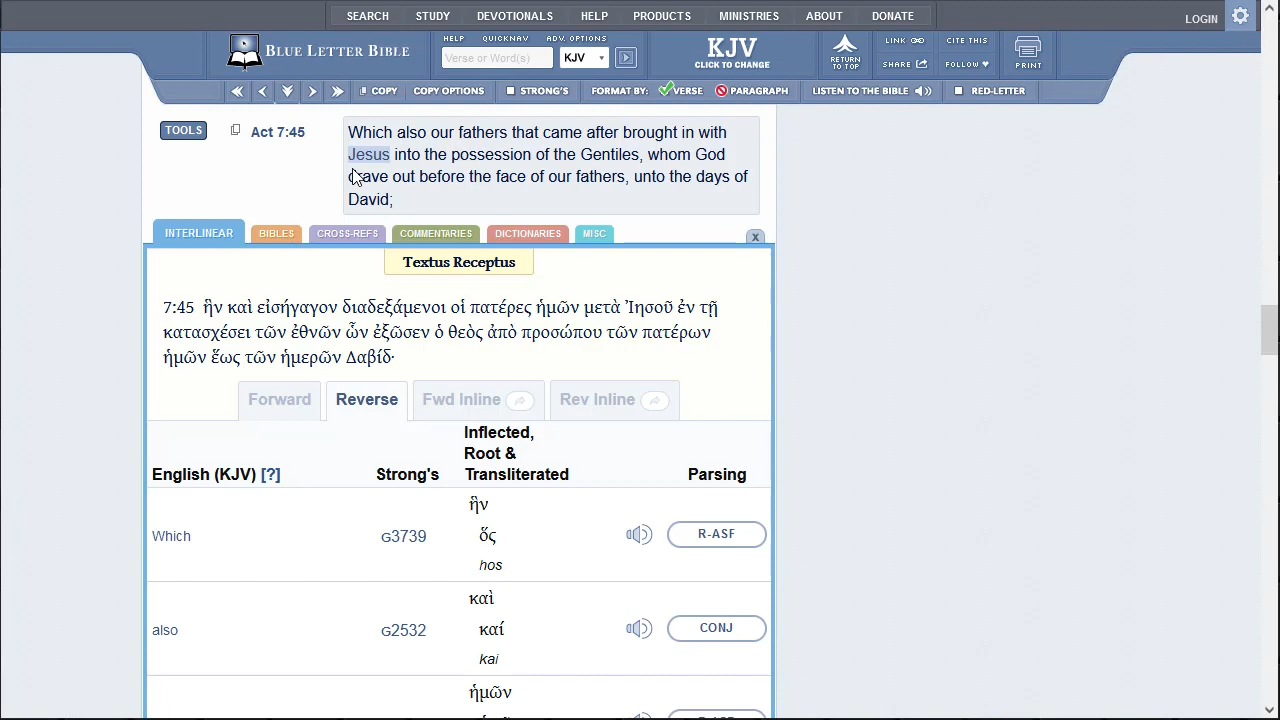 SEARCH STUDY DEVOTIONALS HELP PRODUCTS MINISTRIES ABOUT DONATE
LOGIN
BLUE LETTER BIBLE
HELP QUICKNAV ADV. OPTIONS
Verse or Word(s) KJV
KJV
CLICK TO CHANGE
RETURN
TO TOP
LINK CITE THIS
SHARE FOLLOW
PRINT
COPY COPY OPTIONS STRONG'S FORMAT BY: VERSE PARAGRAPH LISTEN TO THE BIBLE RED-LETTER
TOOLS Act 7:45
Which also our fathers that came after brought in with
Jesus into the possession of the Gentiles, whom God
drave out before the face of our fathers, unto the days of
David;
INTERLINEAR BIBLES CROSS-REFS COMMENTARIES DICTIONARIES MISC x
Textus Receptus
7:45 ἣν καὶ εἰσήγαγον διαδεξάμενοι οἱ πατέρες ἡμῶν μετὰ Ἰησοῦ ἐν τῇ
κατασχέσει τῶν ἐθνῶν ὧν ἐξῶσεν ὁ θεὸς ἀπὸ προσώπου τῶν πατέρων
ἡμῶν ἕως τῶν ἡμερῶν Δαβίδ·
Forward Reverse Fwd Inline Rev Inline
English (KJV) [?] Strong's
Inflected,
Root &
Transliterated
Parsing
Which G3739
ἣν
ὅς
hos
R-ASF
also G2532
καὶ
καί
kai
CONJ
ἡμῶν